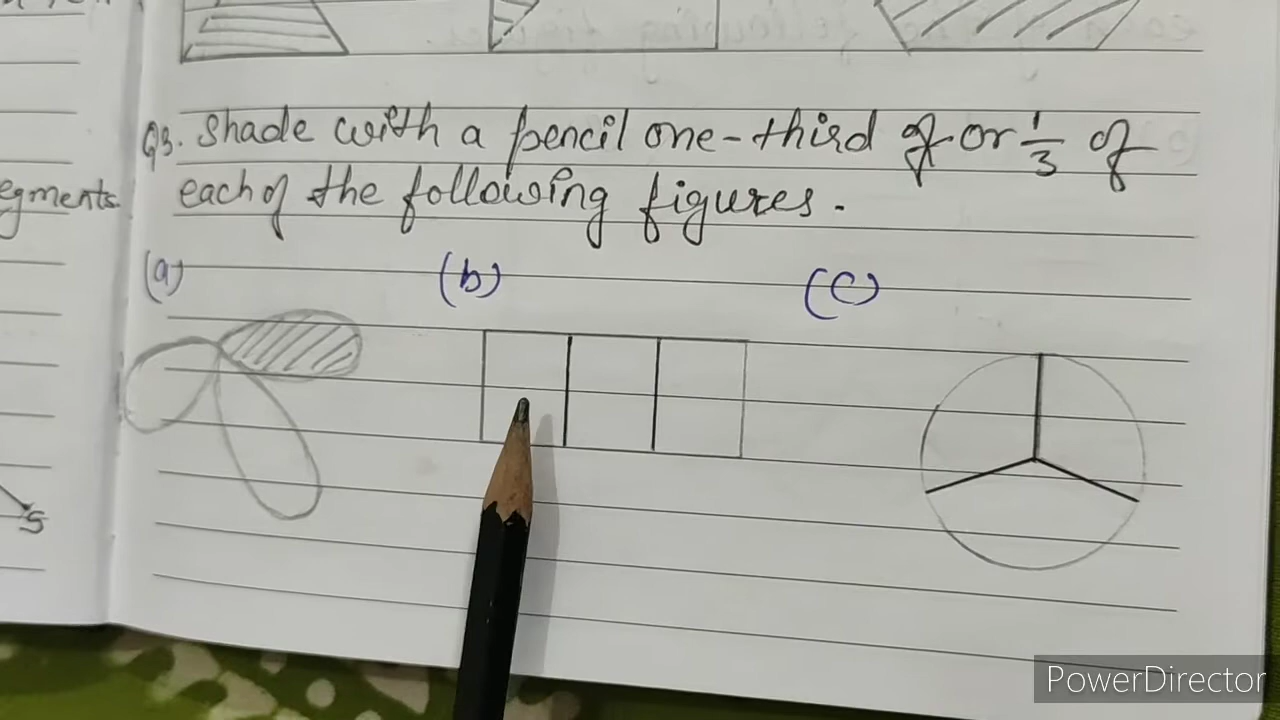 Q3. Shade with a pencil one-third of or 1/3 of
each of the following figures.
egments.
(a) (b) (c)
S
PowerDirector